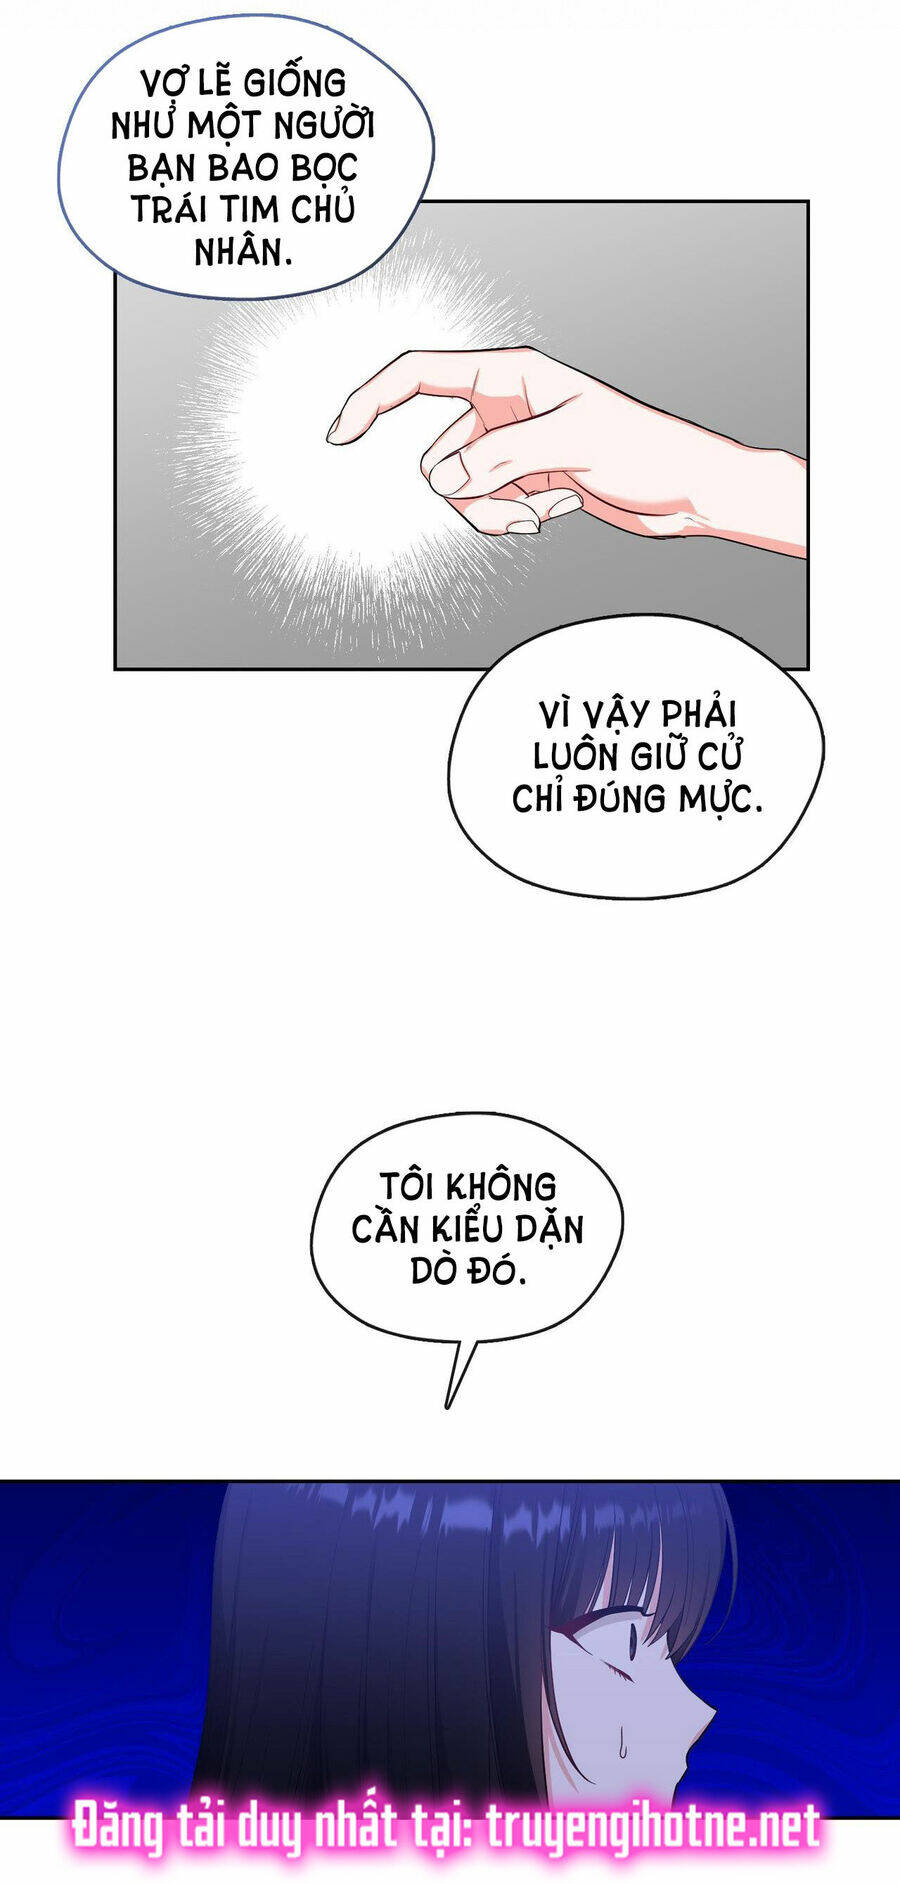 VỢ LẼ GIỐNG
NHƯ MỘT NGƯỜI
BẠN BAO BỌC
TRÁI TIM CHỦ
NHÂN.
VÌ VẬY PHẢI
LUÔN GIỮ CỬ
CHỈ ĐÚNG MỰC.
TÔI KHÔNG
CẦN KIỂU DẶN
DÒ ĐÓ.
Đăng tải duy nhất tại: truyengihotne.net